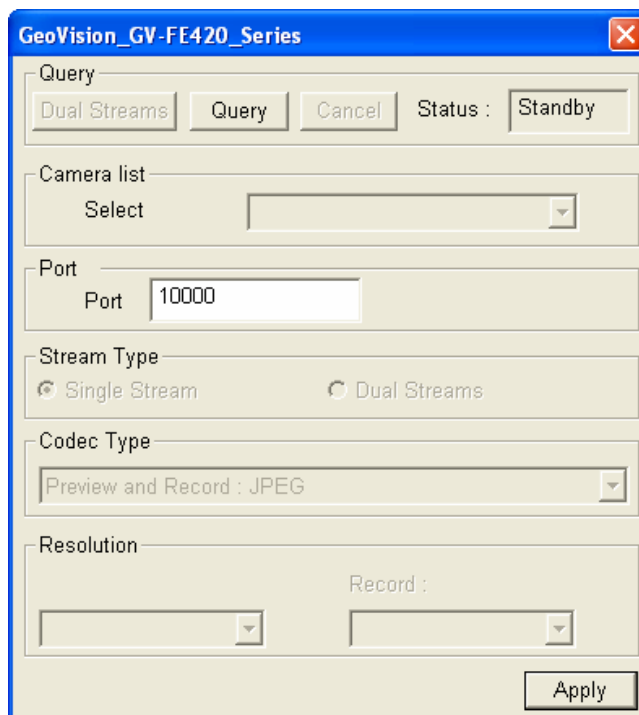 GeoVision_GV-FE420_Series
Query
Dual Streams Query Cancel Status : Standby
Camera list
Select
Port
Port 10000
Stream Type
Single Stream Dual Streams
Codec Type
Preview and Record : JPEG
Resolution
Record :
Apply